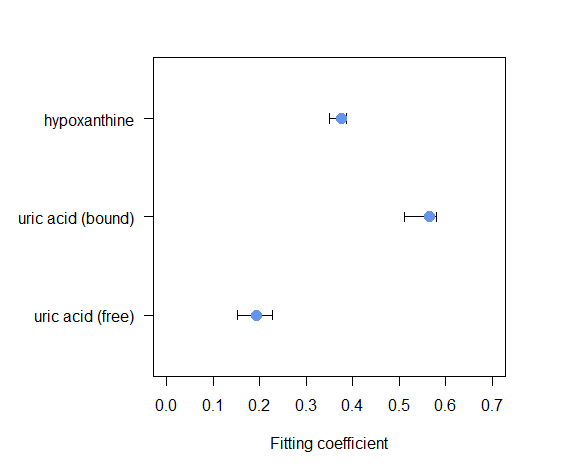 hypoxanthine
uric acid (bound)
uric acid (free)
0.0 0.1 0.2 0.3 0.4 0.5 0.6 0.7
Fitting coefficient